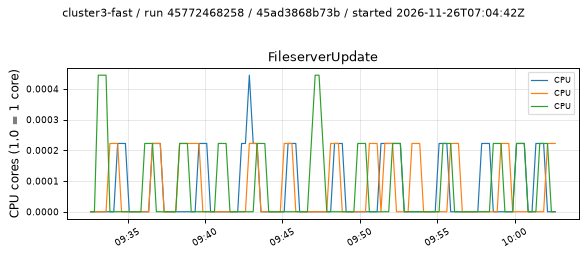 cluster3-fast / run 45772468258 / 45ad3868b73b / started 2026-11-26T07:04:42Z
FileserverUpdate
CPU cores (1.0 = 1 core)
0.0004
0.0003
0.0002
0.0001
0.0000
CPU
CPU
CPU
09:35
09:40
09:45
09:50
09:55
10:00